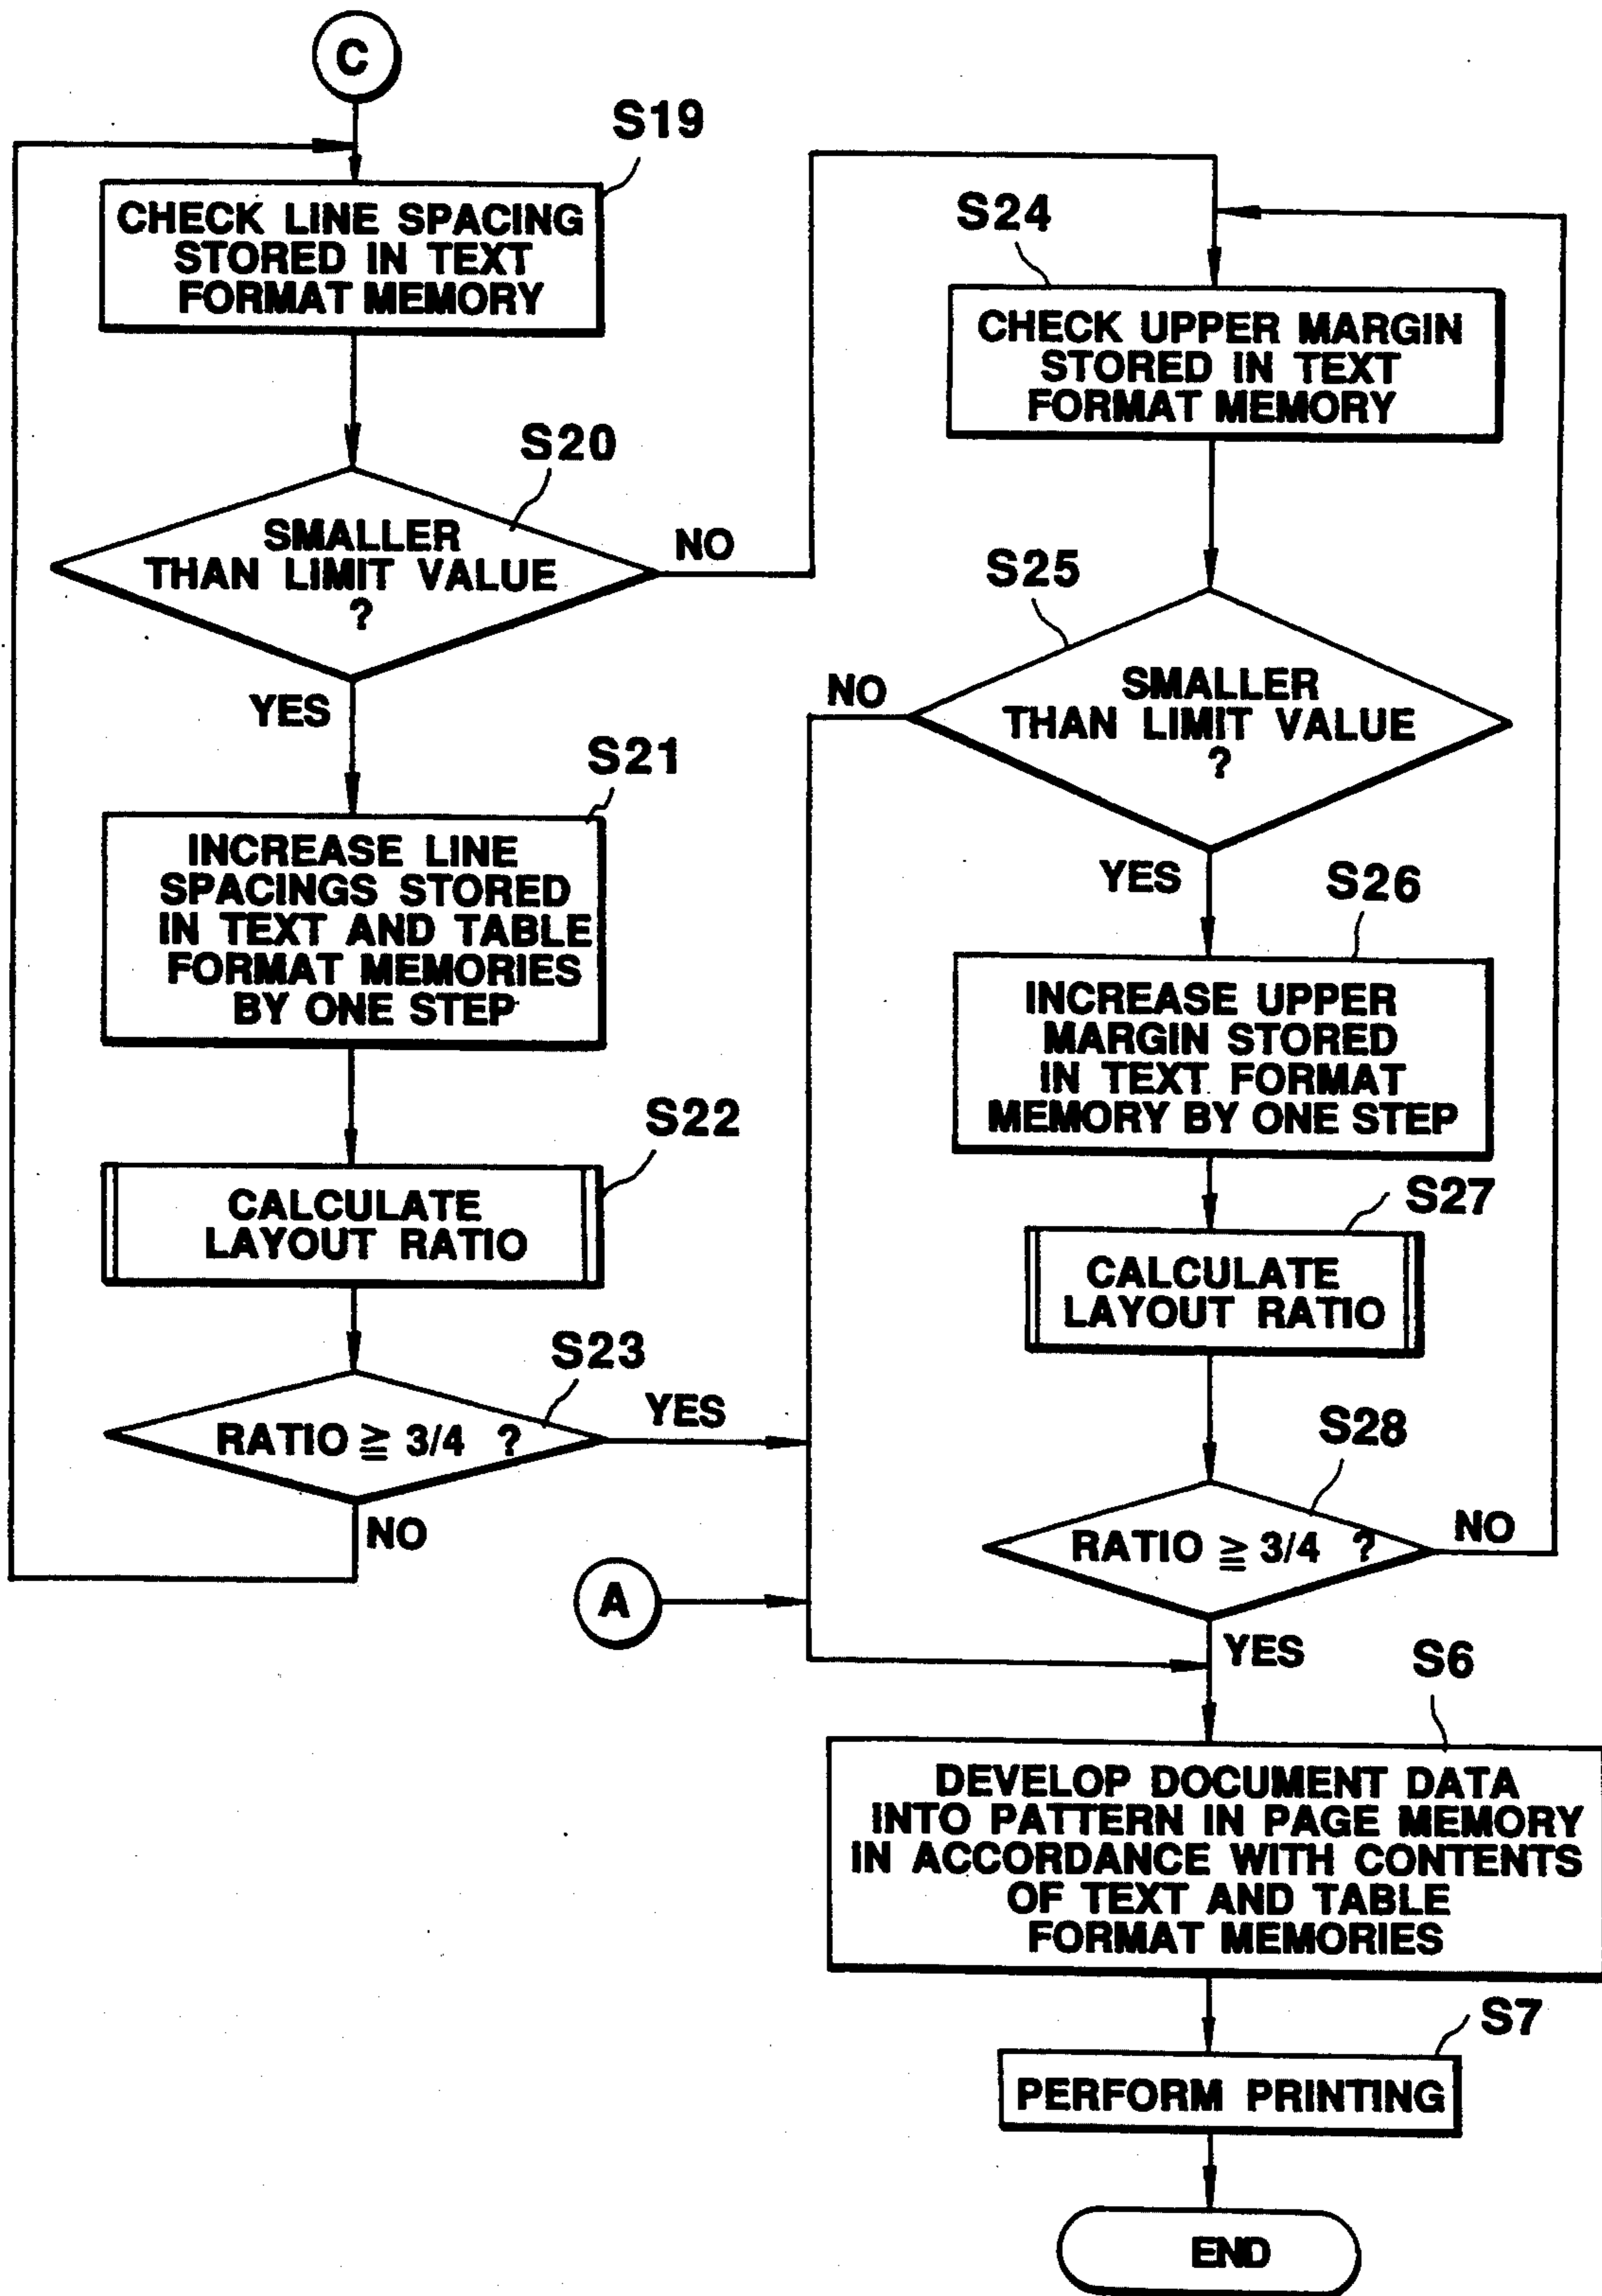 C
S19
CHECK LINE SPACING
STORED IN TEXT
FORMAT MEMORY
S20
SMALLER
THAN LIMIT VALUE
?
NO
YES
S21
INCREASE LINE
SPACINGS STORED
IN TEXT AND TABLE
FORMAT MEMORIES
BY ONE STEP
S22
CALCULATE
LAYOUT RATIO
S23
RATIO ≧ 3/4 ?
YES
NO
A
S24
CHECK UPPER MARGIN
STORED IN TEXT
FORMAT MEMORY
S25
SMALLER
THAN LIMIT VALUE
?
NO
YES
S26
INCREASE UPPER
MARGIN STORED
IN TEXT FORMAT
MEMORY BY ONE STEP
S27
CALCULATE
LAYOUT RATIO
S28
RATIO ≧ 3/4 ?
NO
YES
S6
DEVELOP DOCUMENT DATA
INTO PATTERN IN PAGE MEMORY
IN ACCORDANCE WITH CONTENTS
OF TEXT AND TABLE
FORMAT MEMORIES
S7
PERFORM PRINTING
END